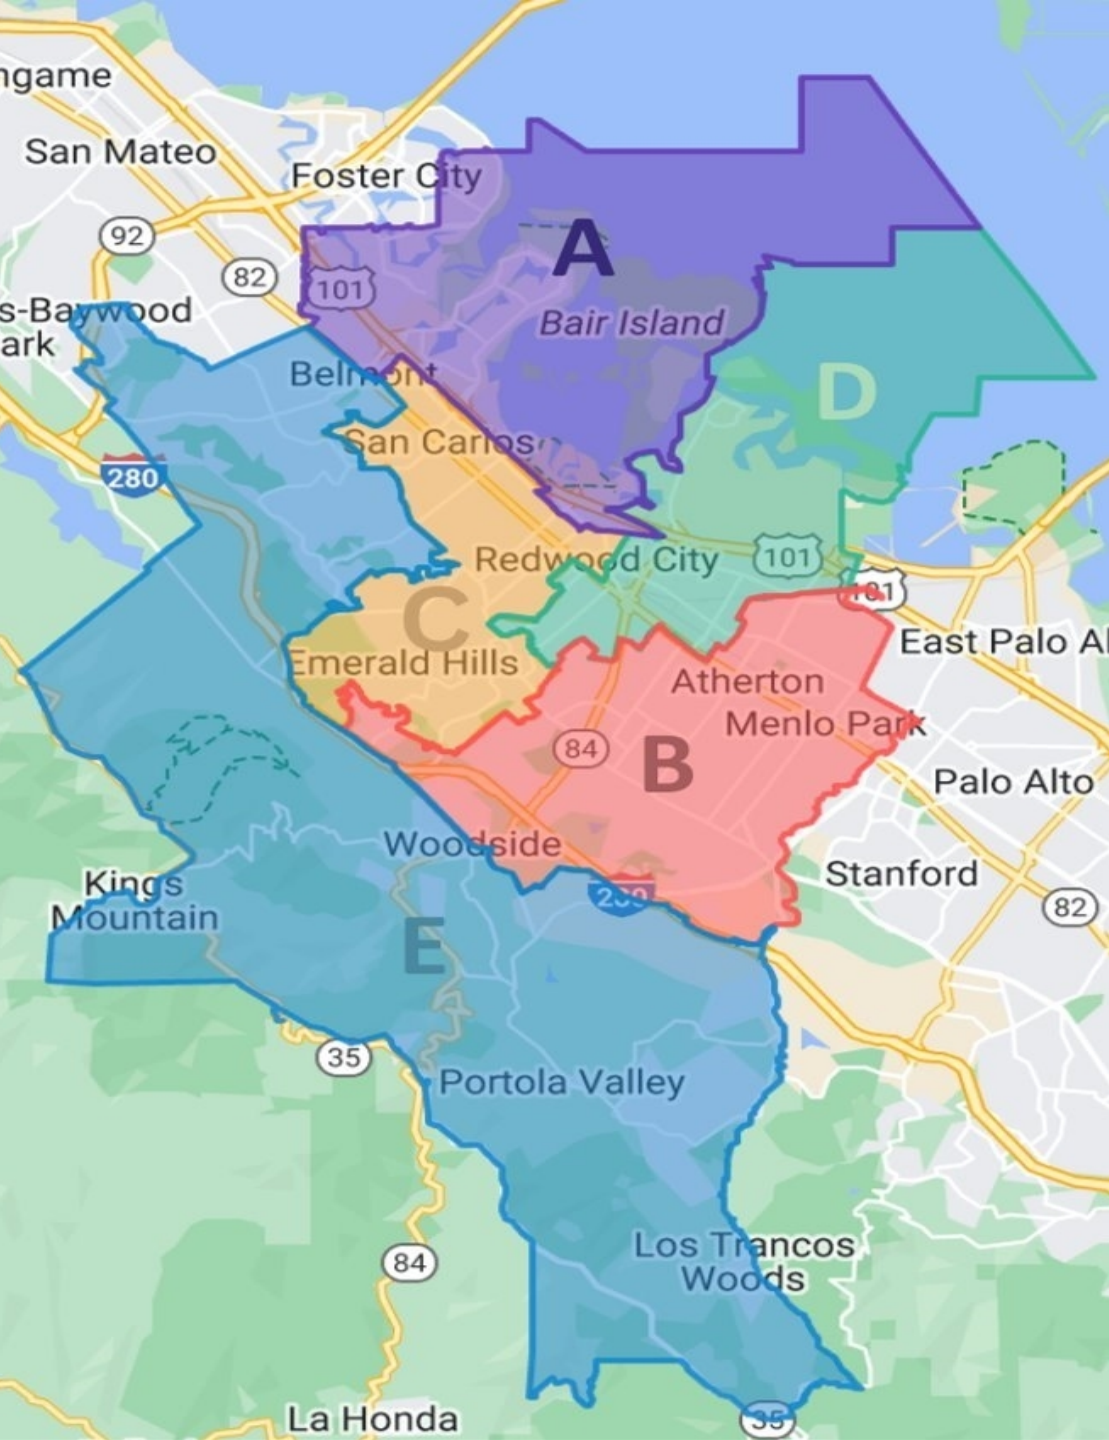 ngame
San Mateo
Foster City
92
82
101
A
s-Baywood
ark
Bair Island
Belmont
D
San Carlos
280
Redwood City
101
101
C
East Palo Al
Emerald Hills
Atherton
Menlo Park
84
B
Palo Alto
Woodside
Stanford
Kings
Mountain
280
82
E
35
Portola Valley
Los Trancos
Woods
84
La Honda
35